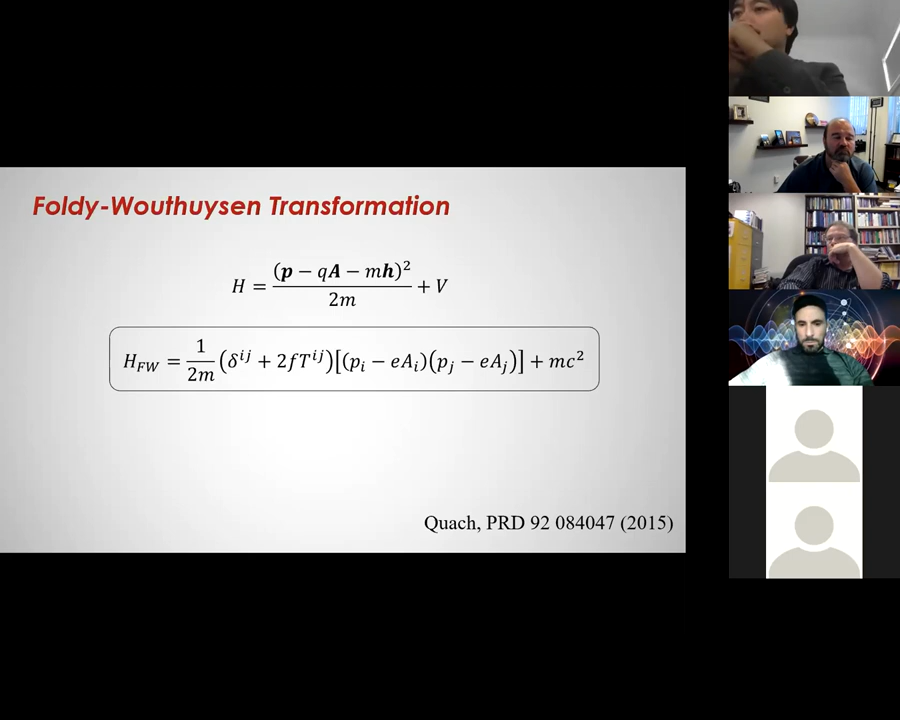 Foldy-Wouthuysen Transformation
H = (p − qA − mh)² / 2m + V
H_FW = 1/2m (δ^ij + 2fT^ij)[(p_i − eA_i)(p_j − eA_j)] + mc²
Quach, PRD 92 084047 (2015)